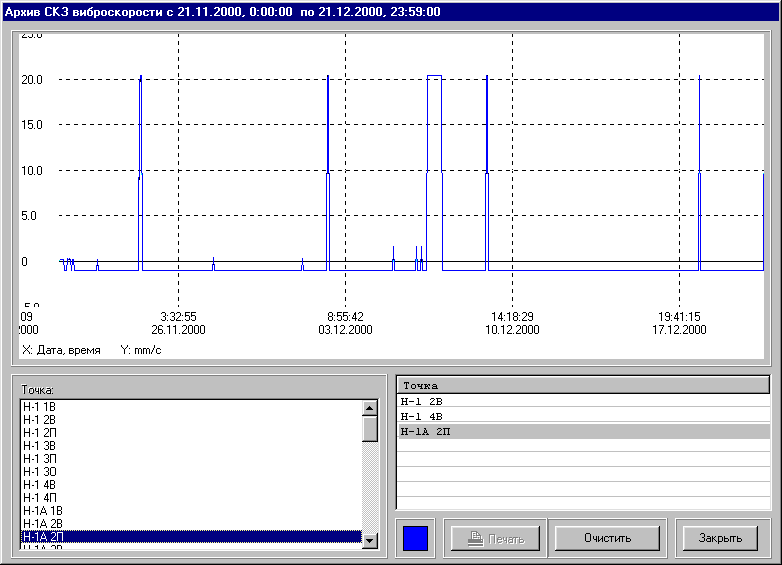 Архив СКЗ виброскорости с 21.11.2000, 0:00:00 по 21.12.2000, 23:59:00
25.0
20.0
15.0
10.0
5.0
0
-5.0
09 3:32:55 8:55:42 14:18:29 19:41:15
2000 26.11.2000 03.12.2000 10.12.2000 17.12.2000
X: Дата, время Y: mm/c
Точка:
Н-1 1В
Н-1 2В
Н-1 2П
Н-1 3В
Н-1 3П
Н-1 3О
Н-1 4В
Н-1 4П
Н-1А 1В
Н-1А 2В
Н-1А 2П
Н-1А 3В
Точка
Н-1 2В
Н-1 4В
Н-1А 2П
Печать
Очистить
Закрыть